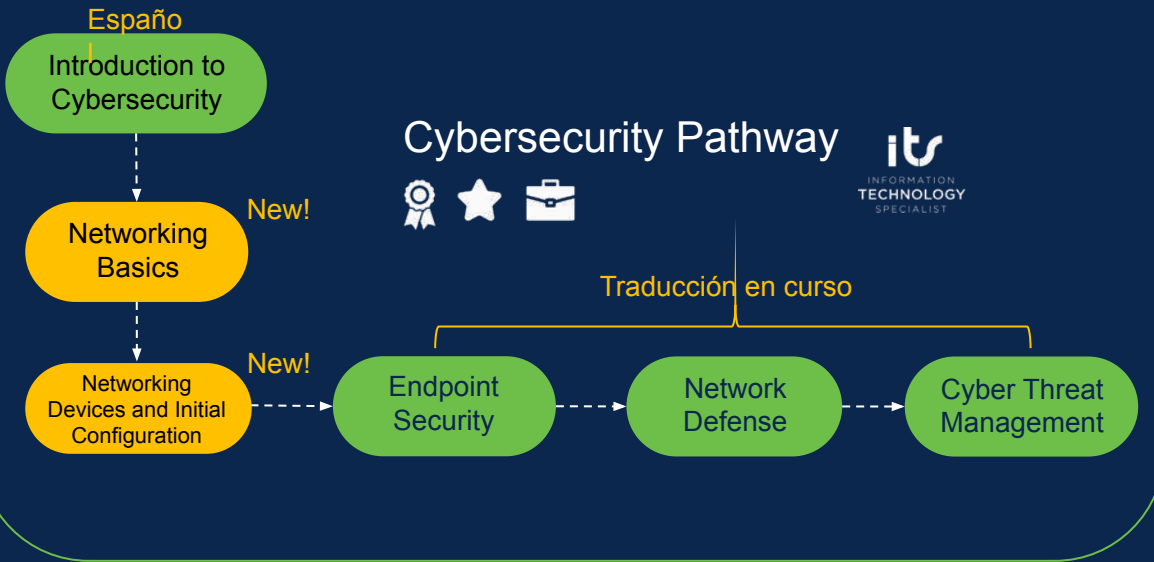 Españo
l
Introduction to
Cybersecurity
Cybersecurity Pathway
its
INFORMATION
TECHNOLOGY
SPECIALIST
New!
Networking
Basics
Traducción en curso
New!
Networking
Devices and Initial
Configuration
Endpoint
Security
Network
Defense
Cyber Threat
Management